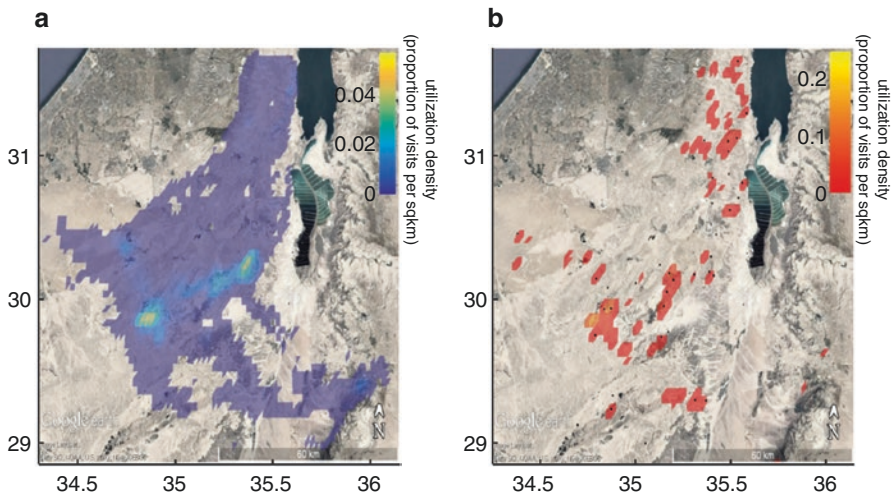 a
b
31
30
29
34.5 35 35.5 36
0.04
0.02
0
utilization density
(proportion of visits per sqkm)
N
60 km
31
30
29
34.5 35 35.5 36
0.2
0.1
0
utilization density
(proportion of visits per sqkm)
N
60 km